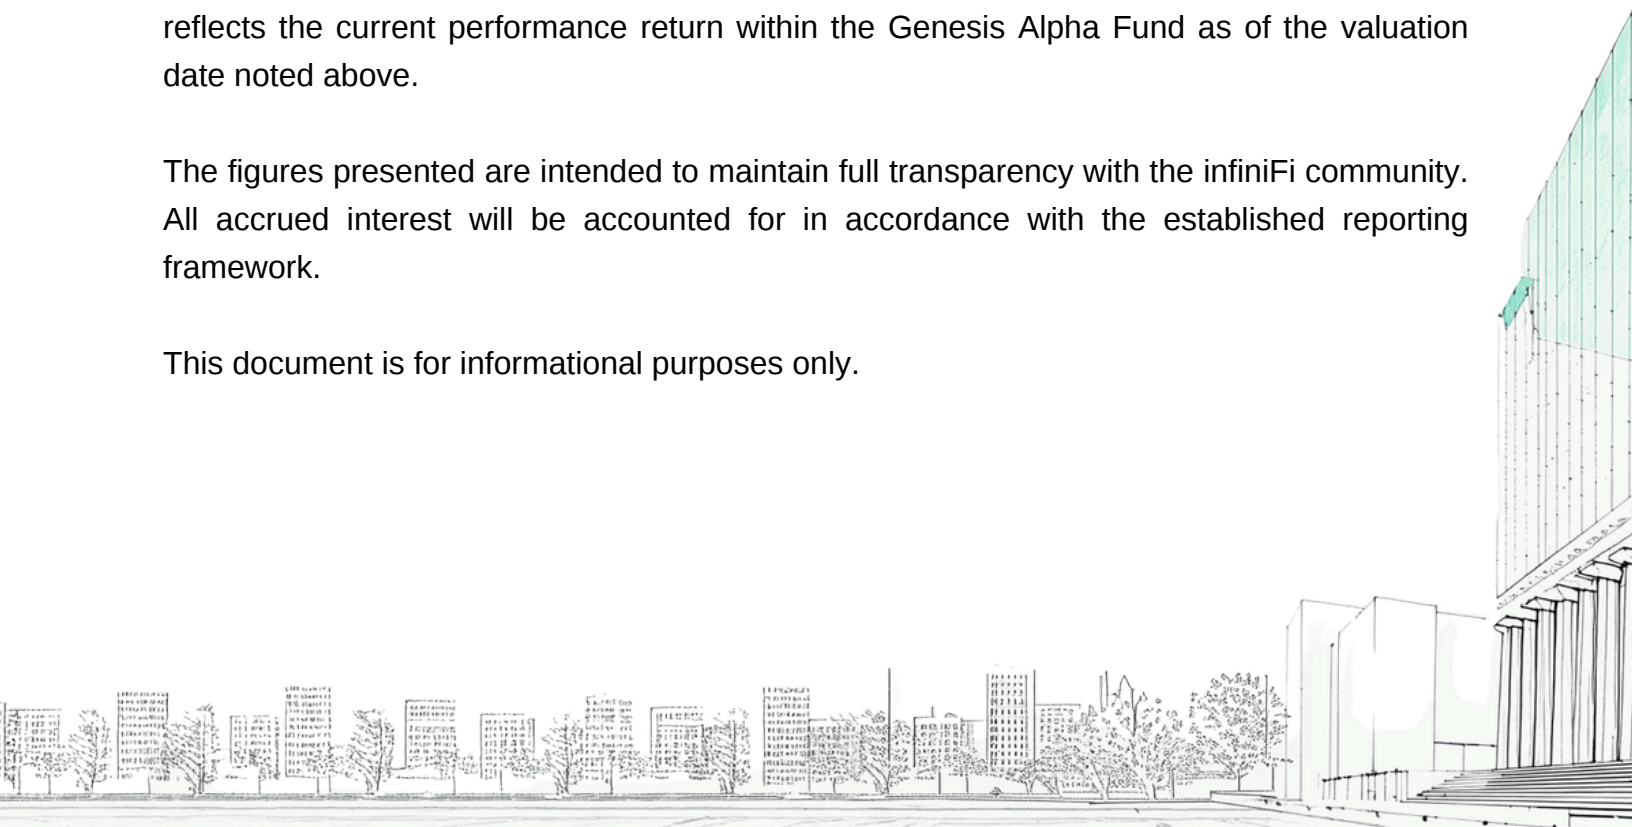 reflects the current performance return within the Genesis Alpha Fund as of the valuation
date noted above.
The figures presented are intended to maintain full transparency with the infiniFi community.
All accrued interest will be accounted for in accordance with the established reporting
framework.
This document is for informational purposes only.